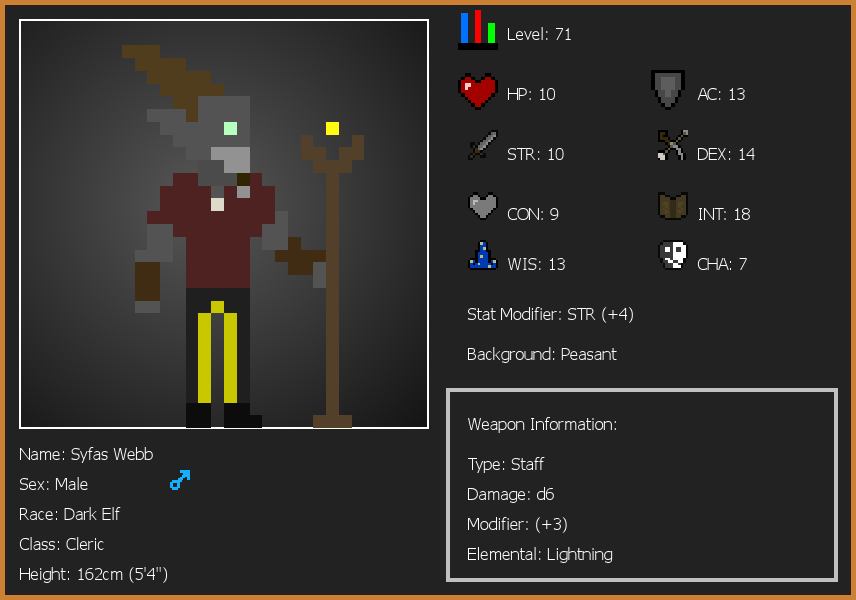 Level: 71
HP: 10
AC: 13
STR: 10
DEX: 14
CON: 9
INT: 18
WIS: 13
CHA: 7
Stat Modifier: STR (+4)
Background: Peasant
Weapon Information:
Type: Staff
Damage: d6
Modifier: (+3)
Elemental: Lightning
Name: Syfas Webb
Sex: Male
Race: Dark Elf
Class: Cleric
Height: 162cm (5'4")